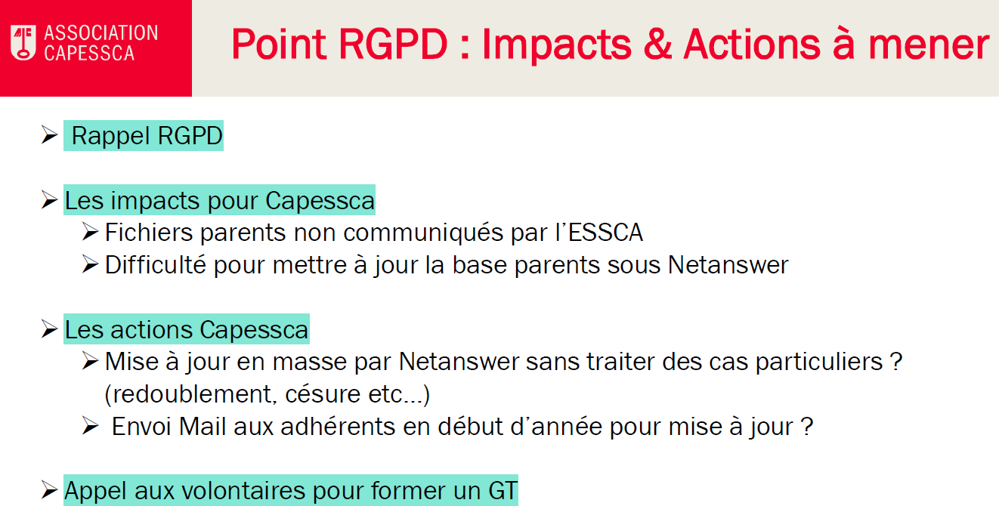 ASSOCIATION
CAPESSCA
Point RGPD : Impacts & Actions à mener
Rappel RGPD
Les impacts pour Capessca
Fichiers parents non communiqués par l’ESSCA
Difficulté pour mettre à jour la base parents sous Netanswer
Les actions Capessca
Mise à jour en masse par Netanswer sans traiter des cas particuliers ?
(redoublement, césure etc…)
Envoi Mail aux adhérents en début d’année pour mise à jour ?
Appel aux volontaires pour former un GT